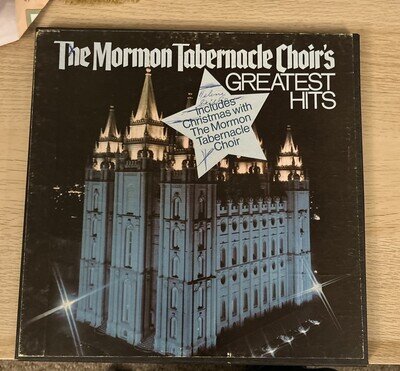 The Mormon Tabernacle Choir's
GREATEST
HITS
Includes
Christmas with
The Mormon
Tabernacle
Choir